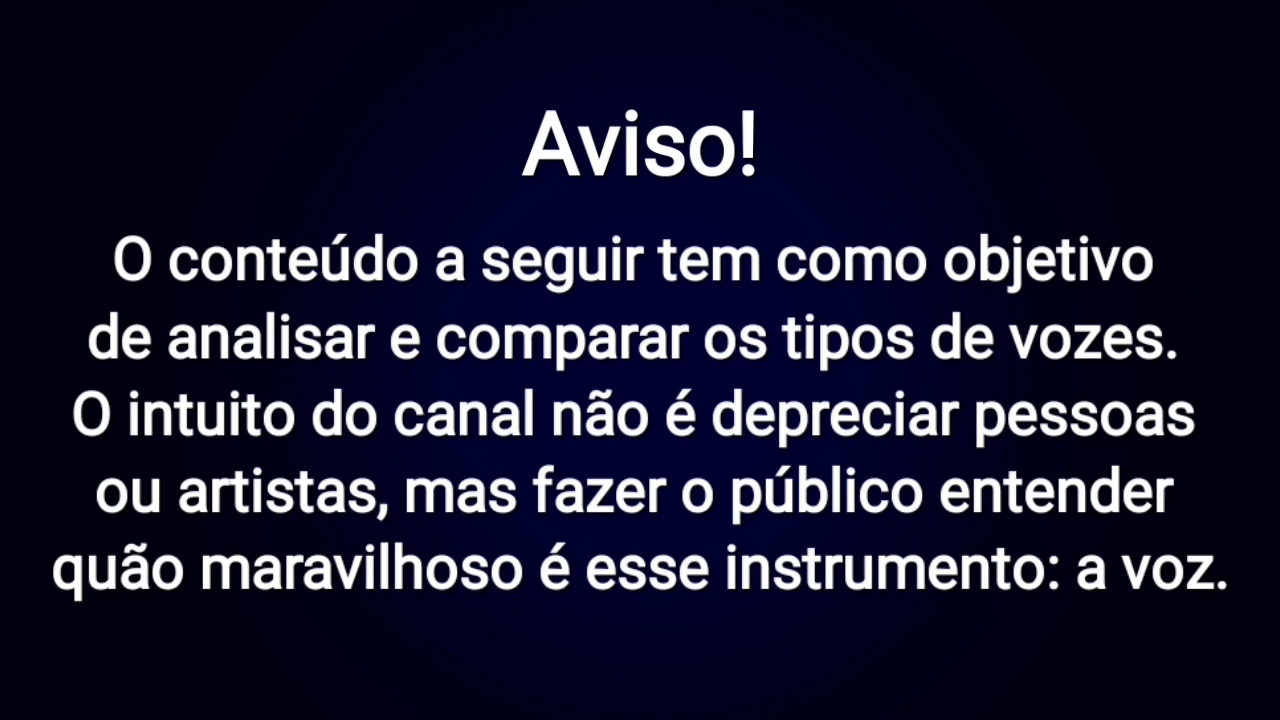 Aviso!
O conteúdo a seguir tem como objetivo
de analisar e comparar os tipos de vozes.
O intuito do canal não é depreciar pessoas
ou artistas, mas fazer o público entender
quão maravilhoso é esse instrumento: a voz.